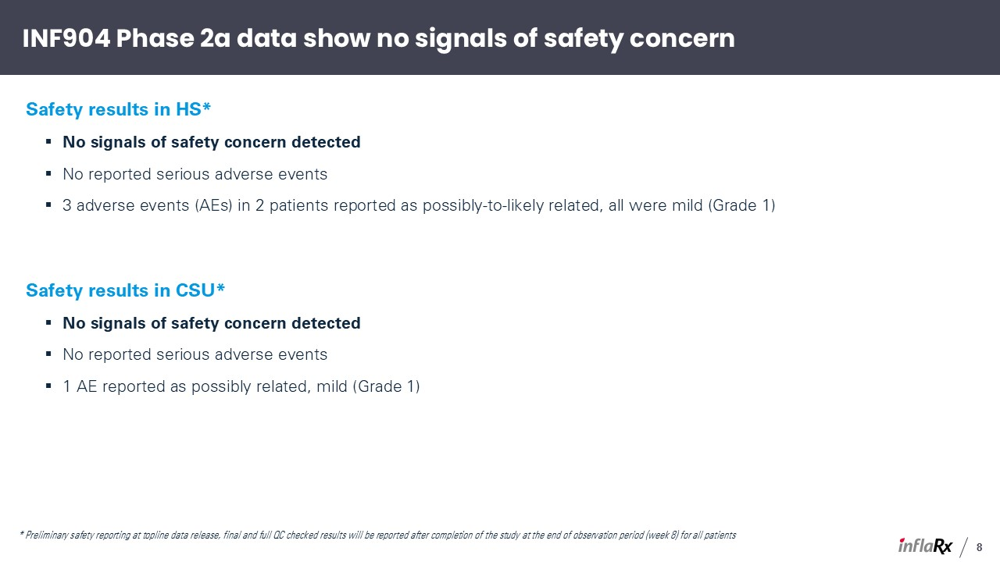 INF904 Phase 2a data show no signals of safety concern
Safety results in HS*
▪ No signals of safety concern detected
▪ No reported serious adverse events
▪ 3 adverse events (AEs) in 2 patients reported as possibly-to-likely related, all were mild (Grade 1)
Safety results in CSU*
▪ No signals of safety concern detected
▪ No reported serious adverse events
▪ 1 AE reported as possibly related, mild (Grade 1)
* Preliminary safety reporting at topline data release, final and full QC checked results will be reported after completion of the study at the end of observation period (week 8) for all patients
inflaRx / 8